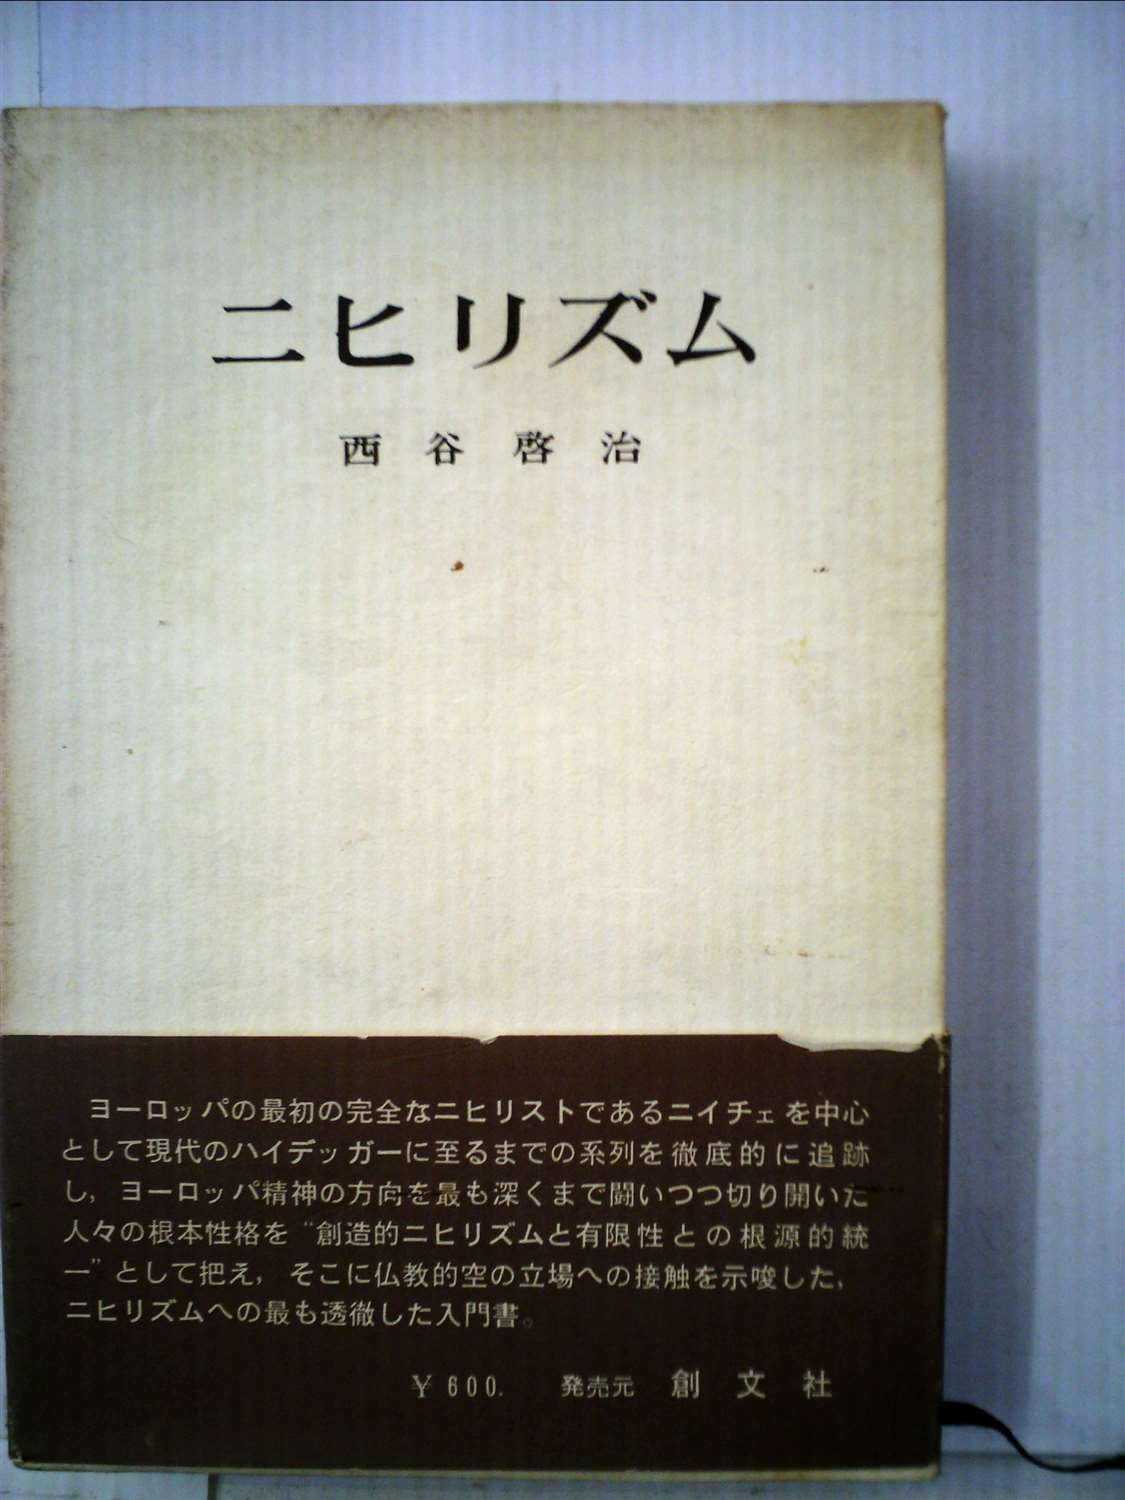 ニヒリズム
西谷啓治
ヨーロッパの最初の完全なニヒリストであるニイチェを中心
として現代のハイデッガーに至るまでの系列を徹底的に追跡
し，ヨーロッパ精神の方向を最も深くまで闘いつつ切り開いた
人々の根本性格を“創造的ニヒリズムと有限性との根源的統
一”として把え，そこに仏教的空の立場への接触を示唆した，
ニヒリズムへの最も透徹した入門書。
￥600.　発売元　創文社